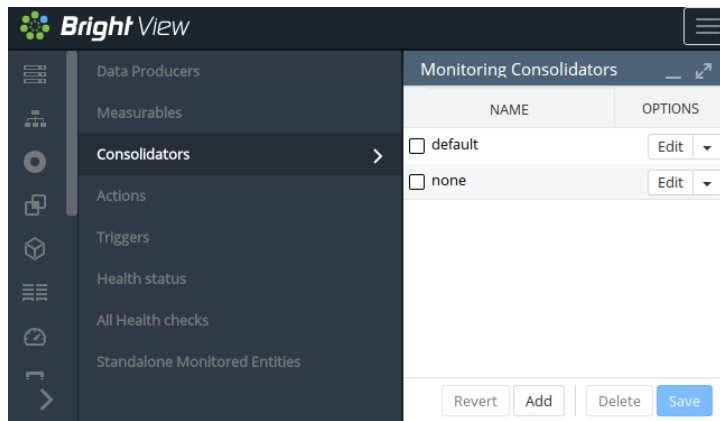 Bright View
Data Producers
Measurables
Consolidators
Actions
Triggers
Health status
All Health checks
Standalone Monitored Entities
Monitoring Consolidators
NAME OPTIONS
default Edit
none Edit
Revert Add Delete Save